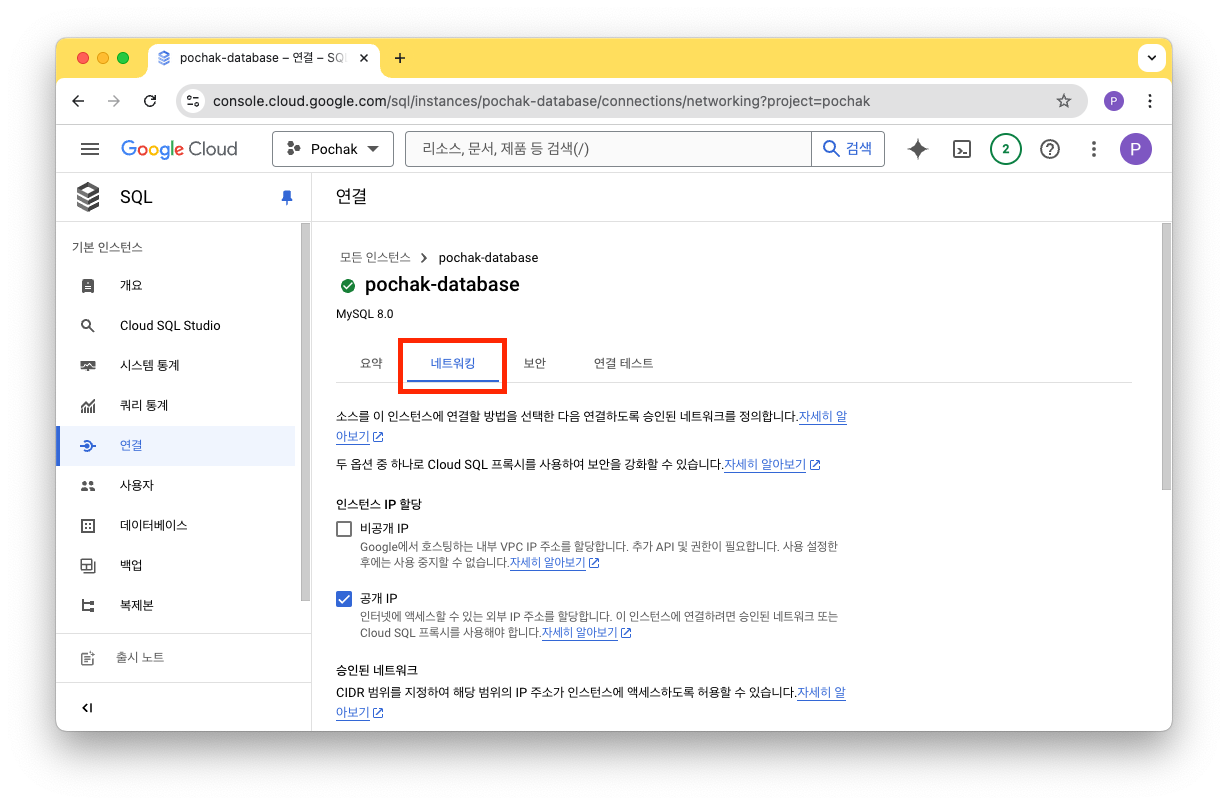 pochak-database – 연결 – SQ
console.cloud.google.com/sql/instances/pochak-database/connections/networking?project=pochak
P
Google Cloud
Pochak
리소스, 문서, 제품 등 검색(/)
검색
2
P
SQL
연결
기본 인스턴스
개요
Cloud SQL Studio
시스템 통계
쿼리 통계
연결
사용자
데이터베이스
백업
복제본
출시 노트
모든 인스턴스
pochak-database
pochak-database
MySQL 8.0
요약
네트워킹
보안
연결 테스트
소스를 이 인스턴스에 연결할 방법을 선택한 다음 연결하도록 승인된 네트워크를 정의합니다.자세히 알
아보기
두 옵션 중 하나로 Cloud SQL 프록시를 사용하여 보안을 강화할 수 있습니다.자세히 알아보기
인스턴스 IP 할당
비공개 IP
Google에서 호스팅하는 내부 VPC IP 주소를 할당합니다. 추가 API 및 권한이 필요합니다. 사용 설정한
후에는 사용 중지할 수 없습니다.자세히 알아보기
공개 IP
인터넷에 액세스할 수 있는 외부 IP 주소를 할당합니다. 이 인스턴스에 연결하려면 승인된 네트워크 또는
Cloud SQL 프록시를 사용해야 합니다.자세히 알아보기
승인된 네트워크
CIDR 범위를 지정하여 해당 범위의 IP 주소가 인스턴스에 액세스하도록 허용할 수 있습니다.자세히 알
아보기